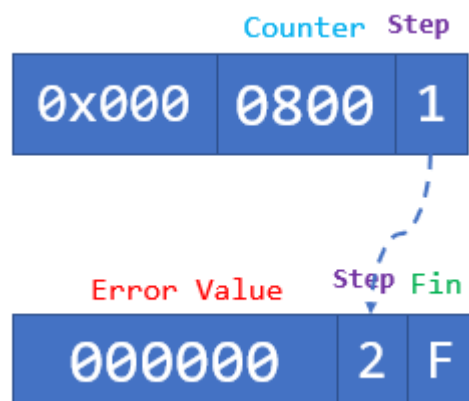 Counter Step
0x000 0800 1
Error Value Step Fin
000000 2 F